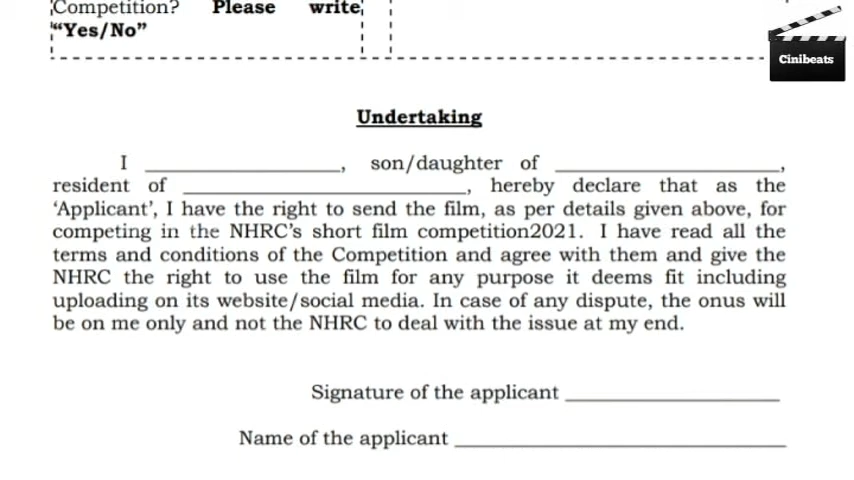 Competition? Please write
“Yes/No”
Cinibeats
Undertaking
I ____________________, son/daughter of _______________________,
resident of _____________________________, hereby declare that as the
‘Applicant’, I have the right to send the film, as per details given above, for
competing in the NHRC’s short film competition2021. I have read all the
terms and conditions of the Competition and agree with them and give the
NHRC the right to use the film for any purpose it deems fit including
uploading on its website/social media. In case of any dispute, the onus will
be on me only and not the NHRC to deal with the issue at my end.
Signature of the applicant ______________________
Name of the applicant __________________________________